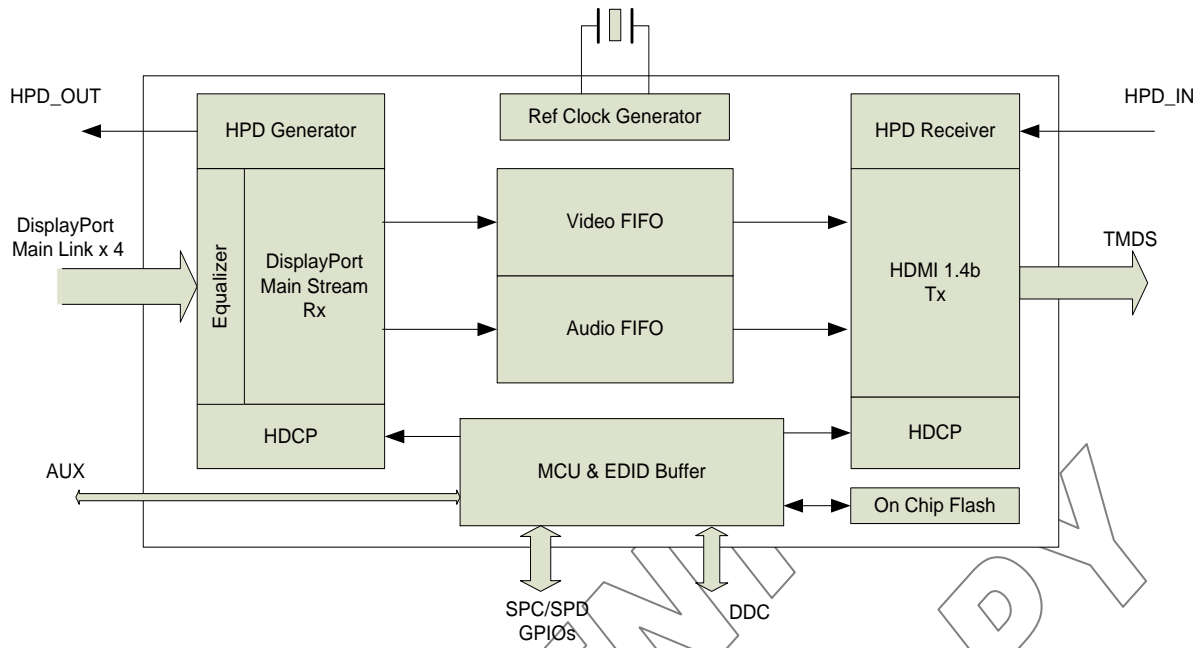 HPD_OUT
HPD Generator
Ref Clock Generator
HPD Receiver
HPD_IN
DisplayPort
Main Link x 4
Equalizer
DisplayPort
Main Stream
Rx
Video FIFO
Audio FIFO
HDMI 1.4b
Tx
TMDS
HDCP
HDCP
AUX
MCU & EDID Buffer
On Chip Flash
SPC/SPD
GPIOs
DDC